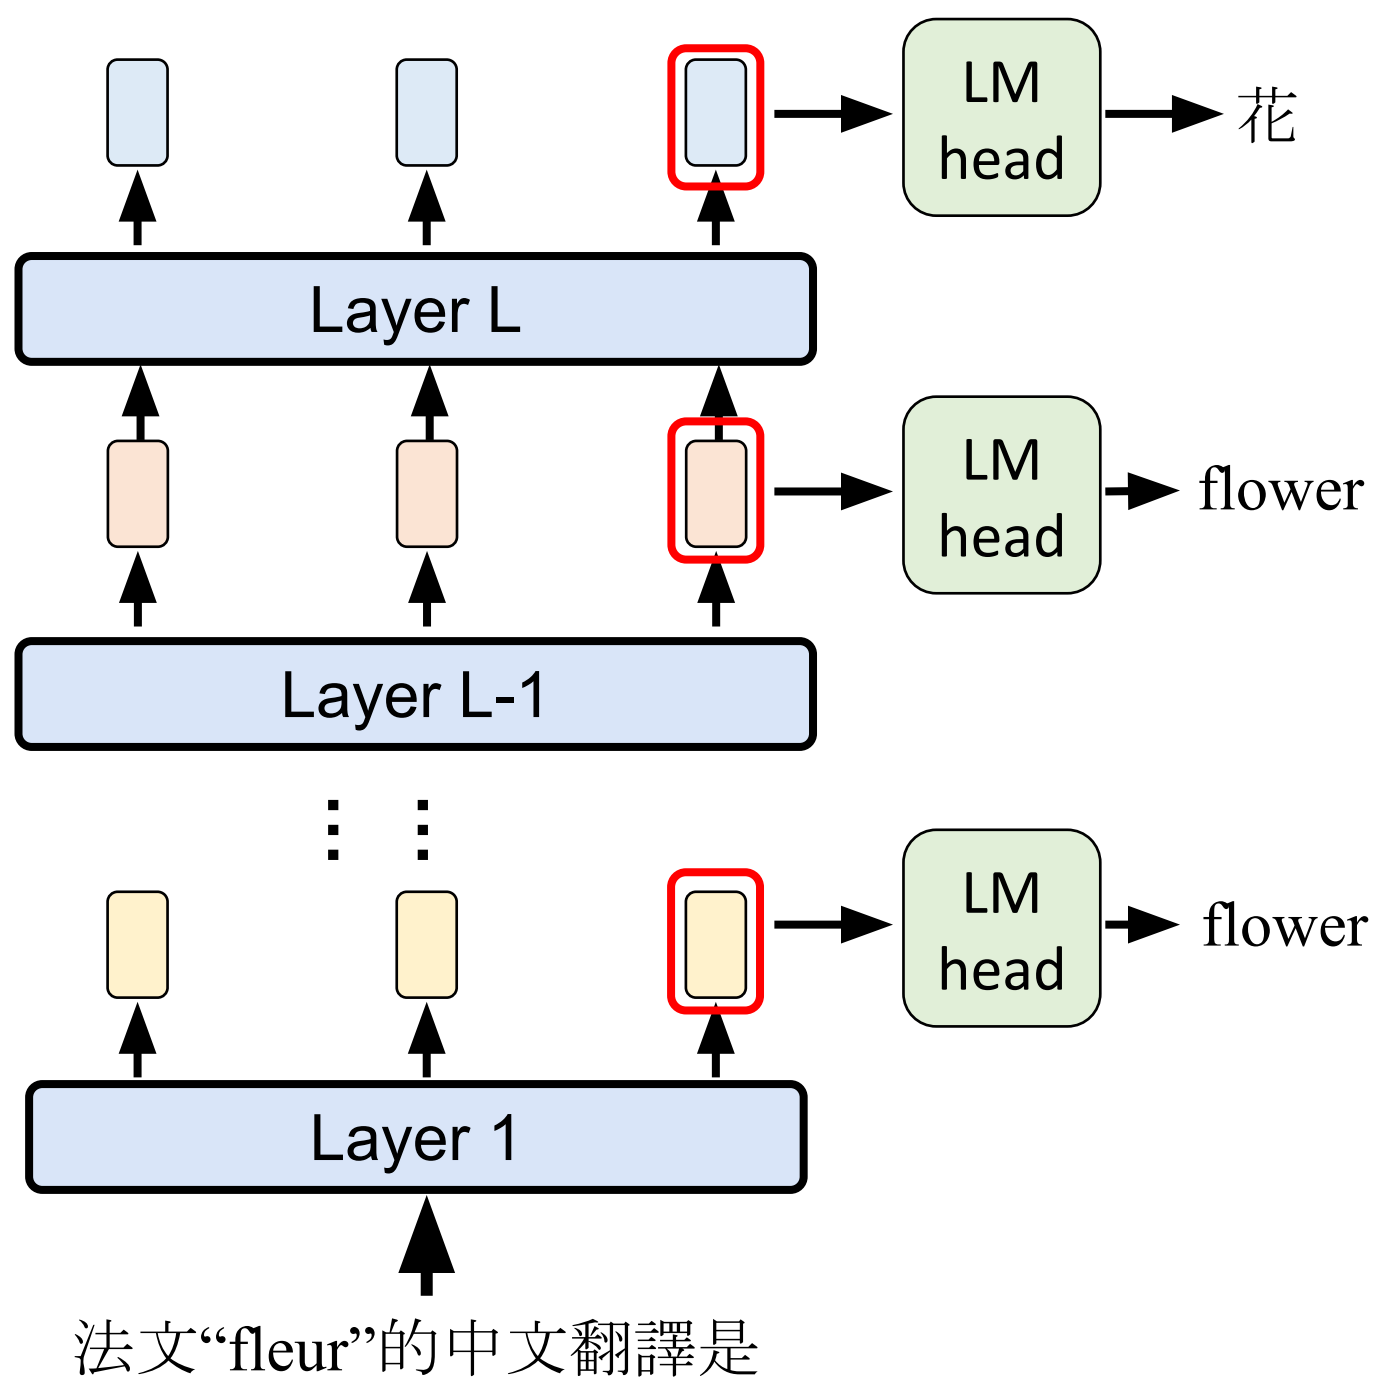 LM
head
花
Layer L
LM
head
flower
Layer L-1
LM
head
flower
Layer 1
法文“fleur”的中文翻譯是